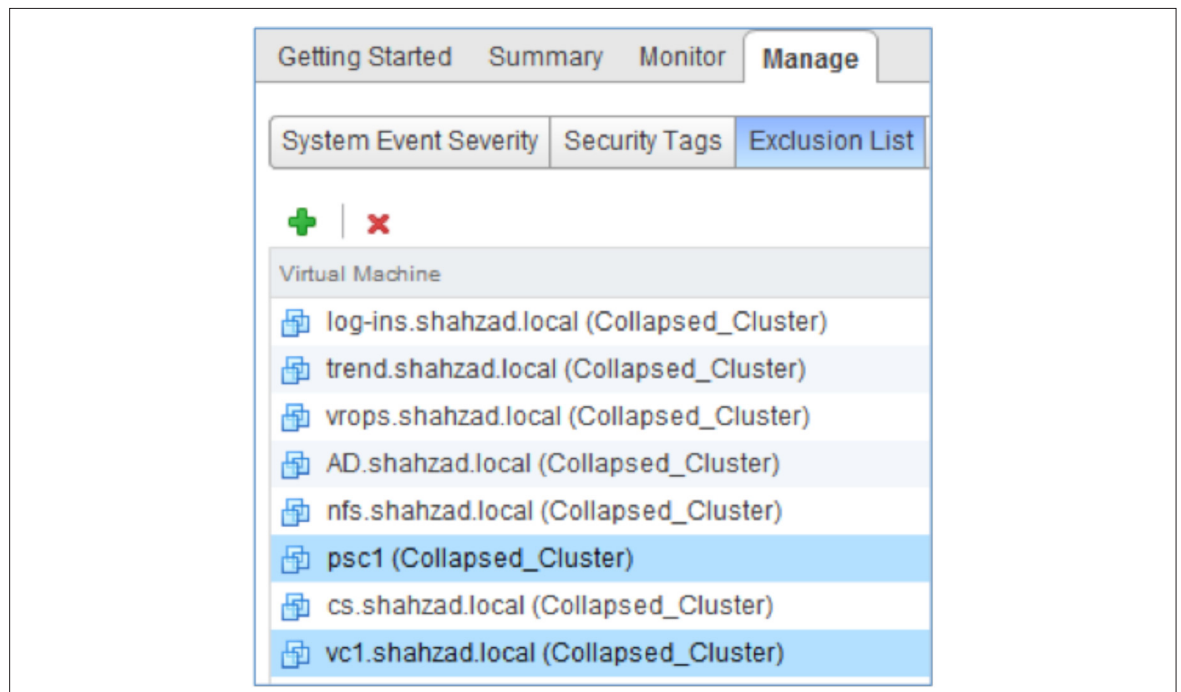 Getting Started Summary Monitor Manage
System Event Severity Security Tags Exclusion List
Virtual Machine
log-ins.shahzad.local (Collapsed_Cluster)
trend.shahzad.local (Collapsed_Cluster)
vrops.shahzad.local (Collapsed_Cluster)
AD.shahzad.local (Collapsed_Cluster)
nfs.shahzad.local (Collapsed_Cluster)
psc1 (Collapsed_Cluster)
cs.shahzad.local (Collapsed_Cluster)
vc1.shahzad.local (Collapsed_Cluster)